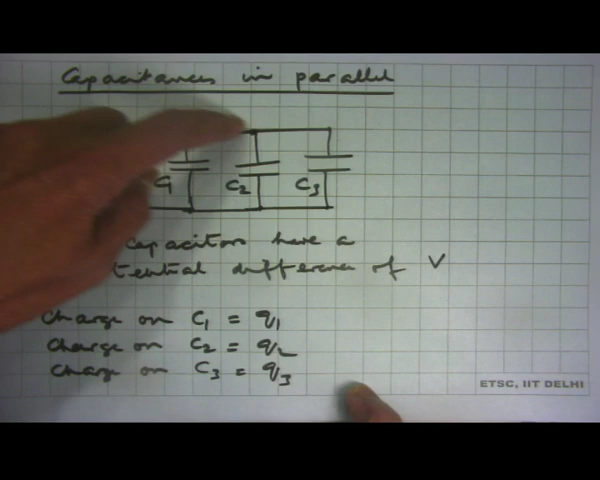 Capacitances in parallel
C1 C2 C3
Capacitors have a
tential difference of V
Charge on C1 = q1
Charge on C2 = q2
Charge on C3 = q3
ETSC, IIT DELHI